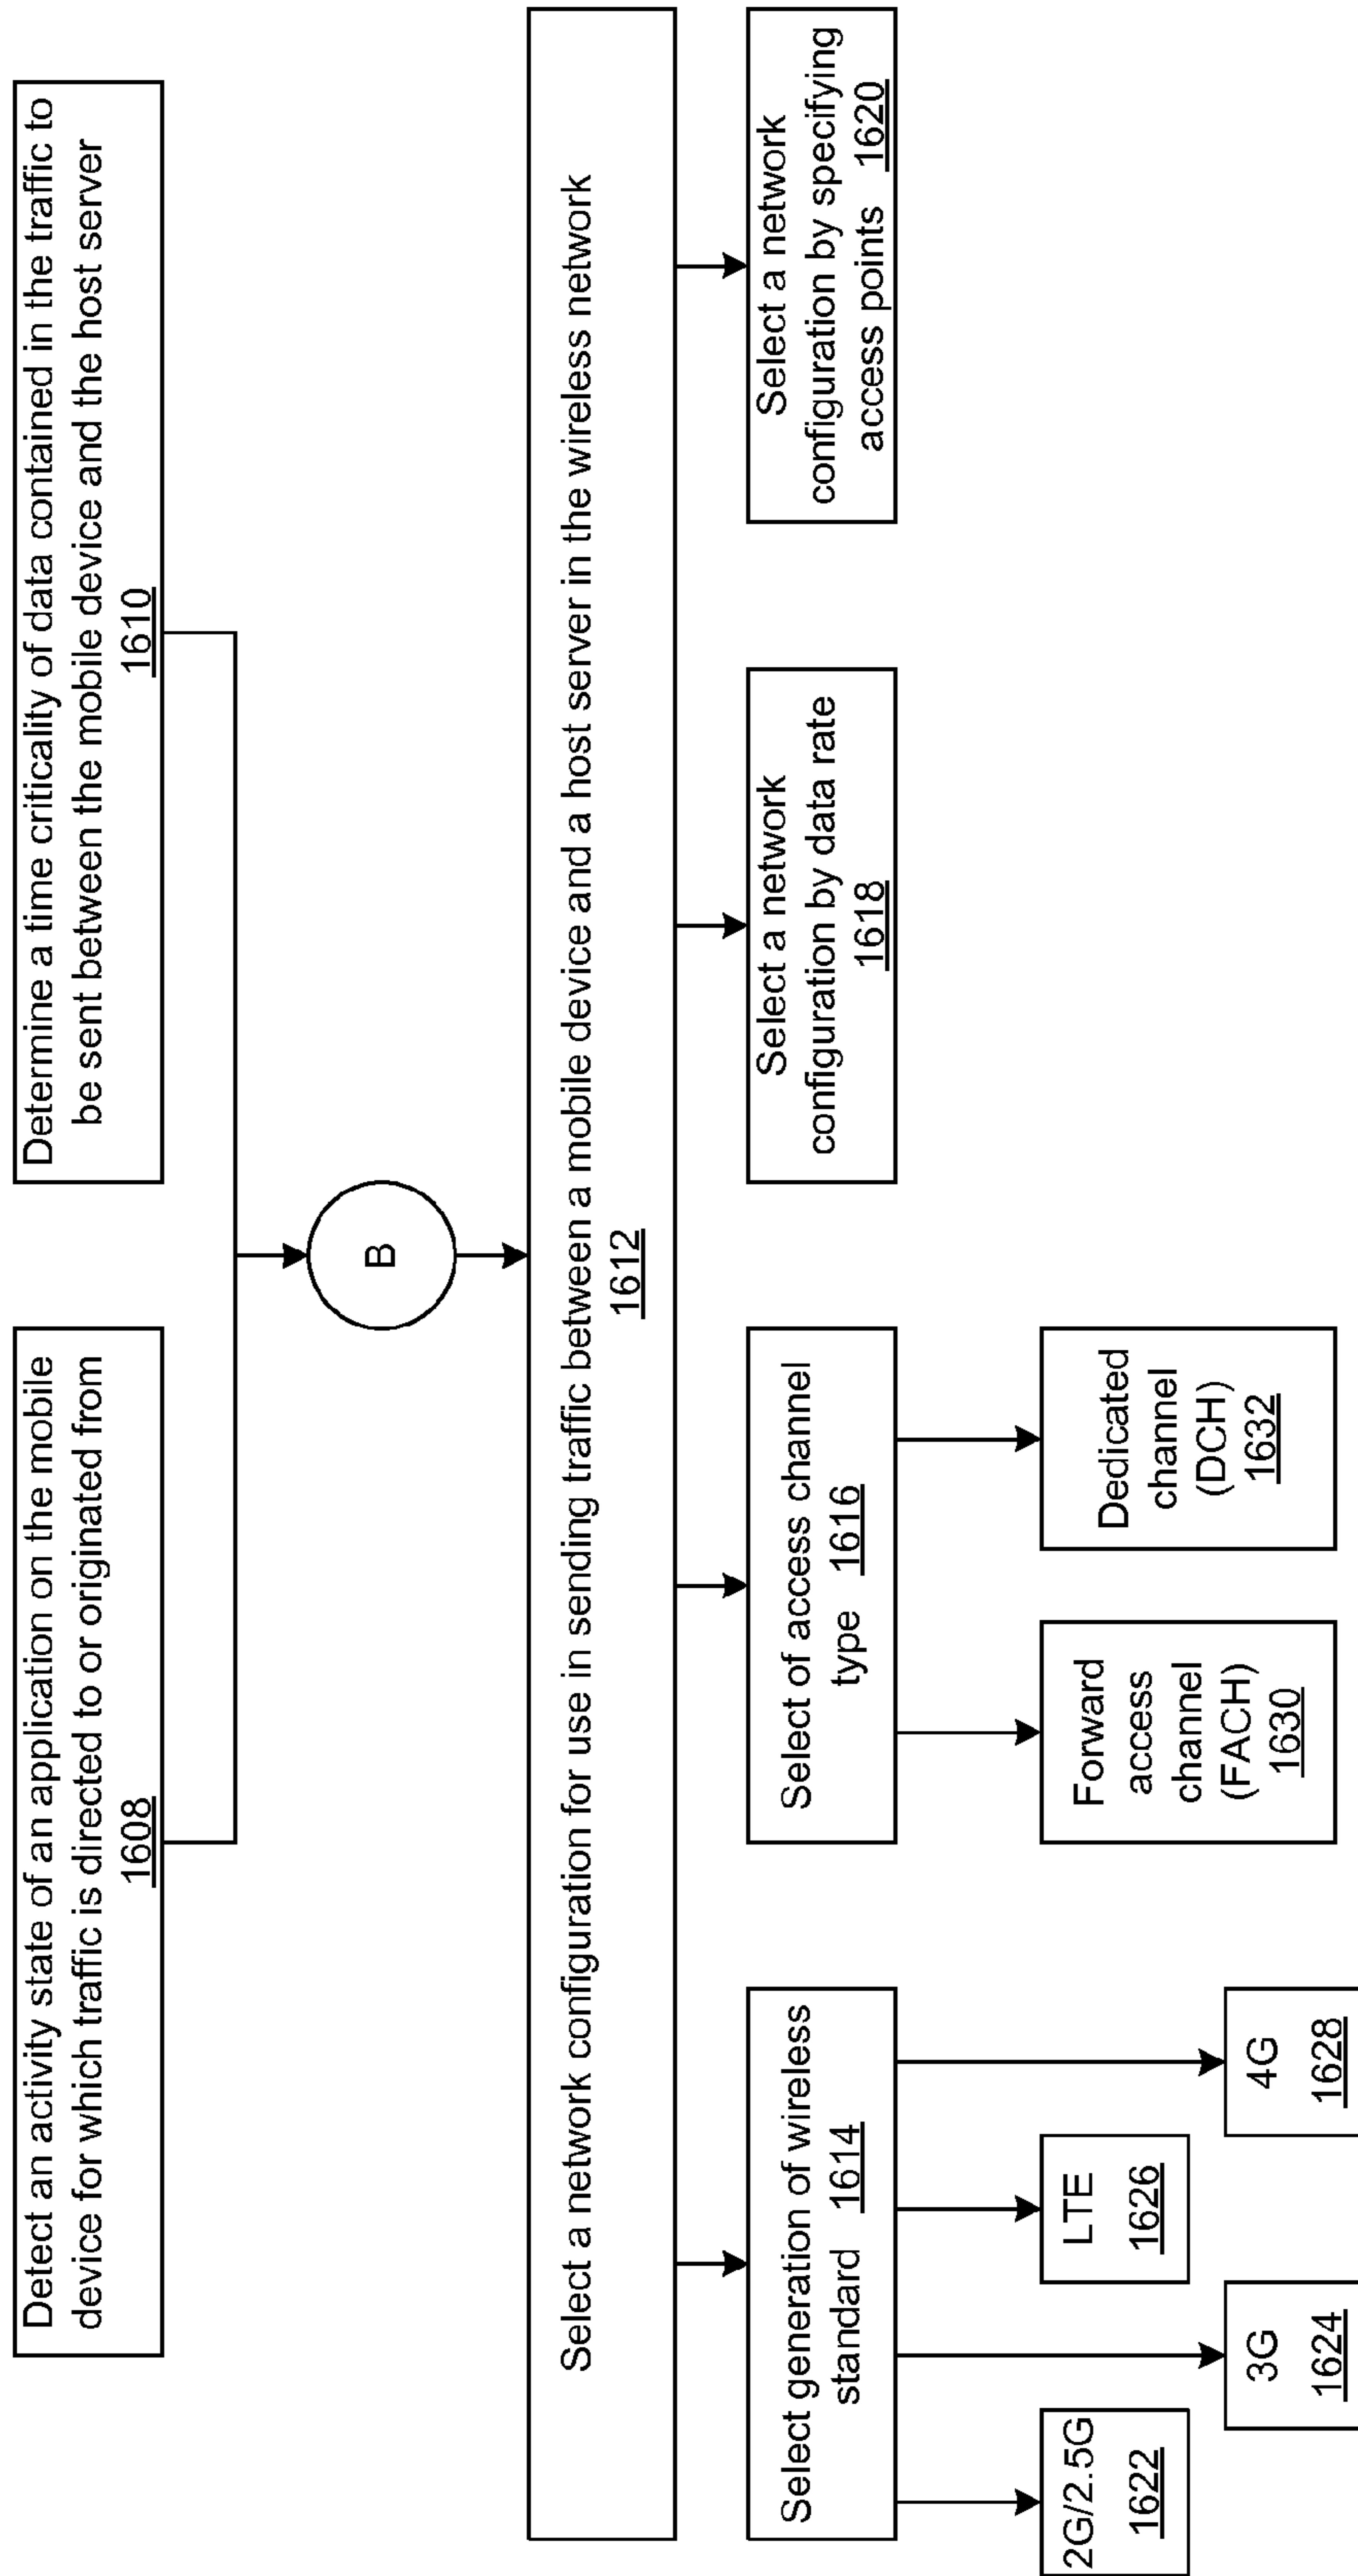 Detect an activity state of an application on the mobile
device for which traffic is directed to or originated from
1608
Determine a time criticality of data contained in the traffic to
be sent between the mobile device and the host server
1610
B
Select a network configuration for use in sending traffic between a mobile device and a host server in the wireless network
1612
Select generation of wireless
standard 1614
Select of access channel
type 1616
Select a network
configuration by data rate
1618
Select a network
configuration by specifying
access points 1620
2G/2.5G
1622
3G
1624
LTE
1626
4G
1628
Forward
access
channel
(FACH)
1630
Dedicated
channel
(DCH)
1632